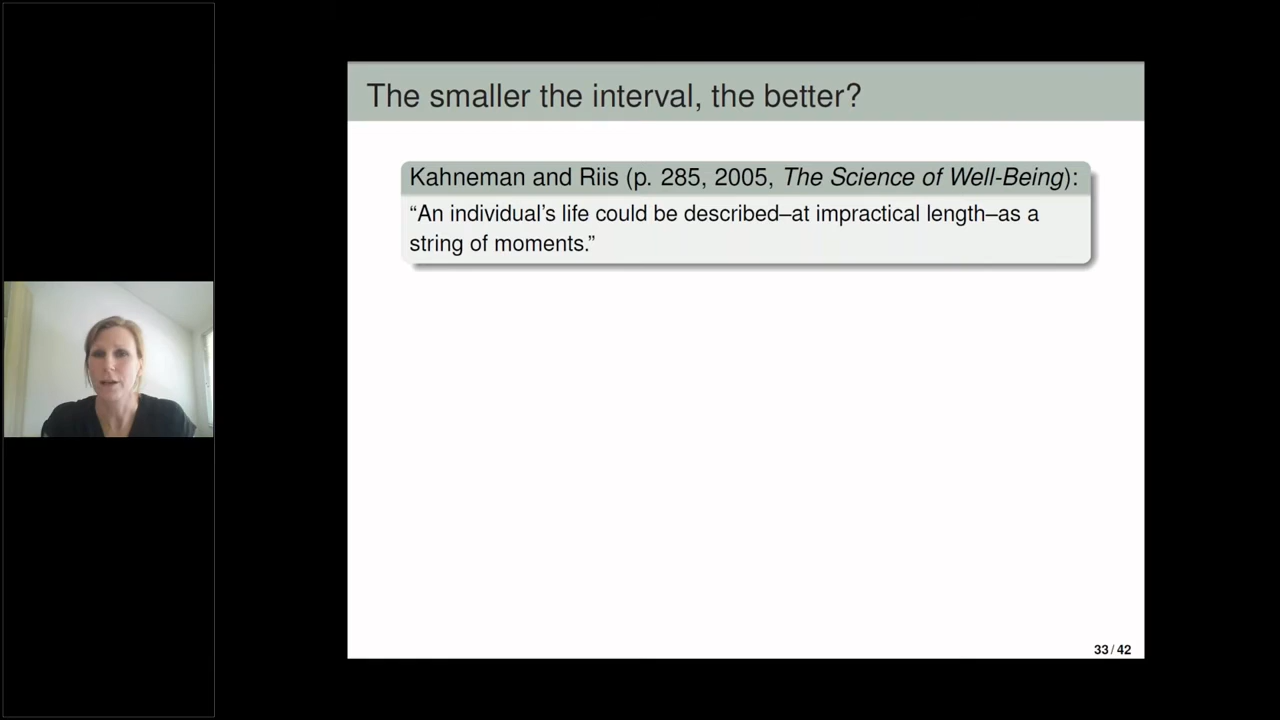 The smaller the interval, the better?
Kahneman and Riis (p. 285, 2005, The Science of Well-Being):
“An individual’s life could be described–at impractical length–as a
string of moments.”
33 / 42